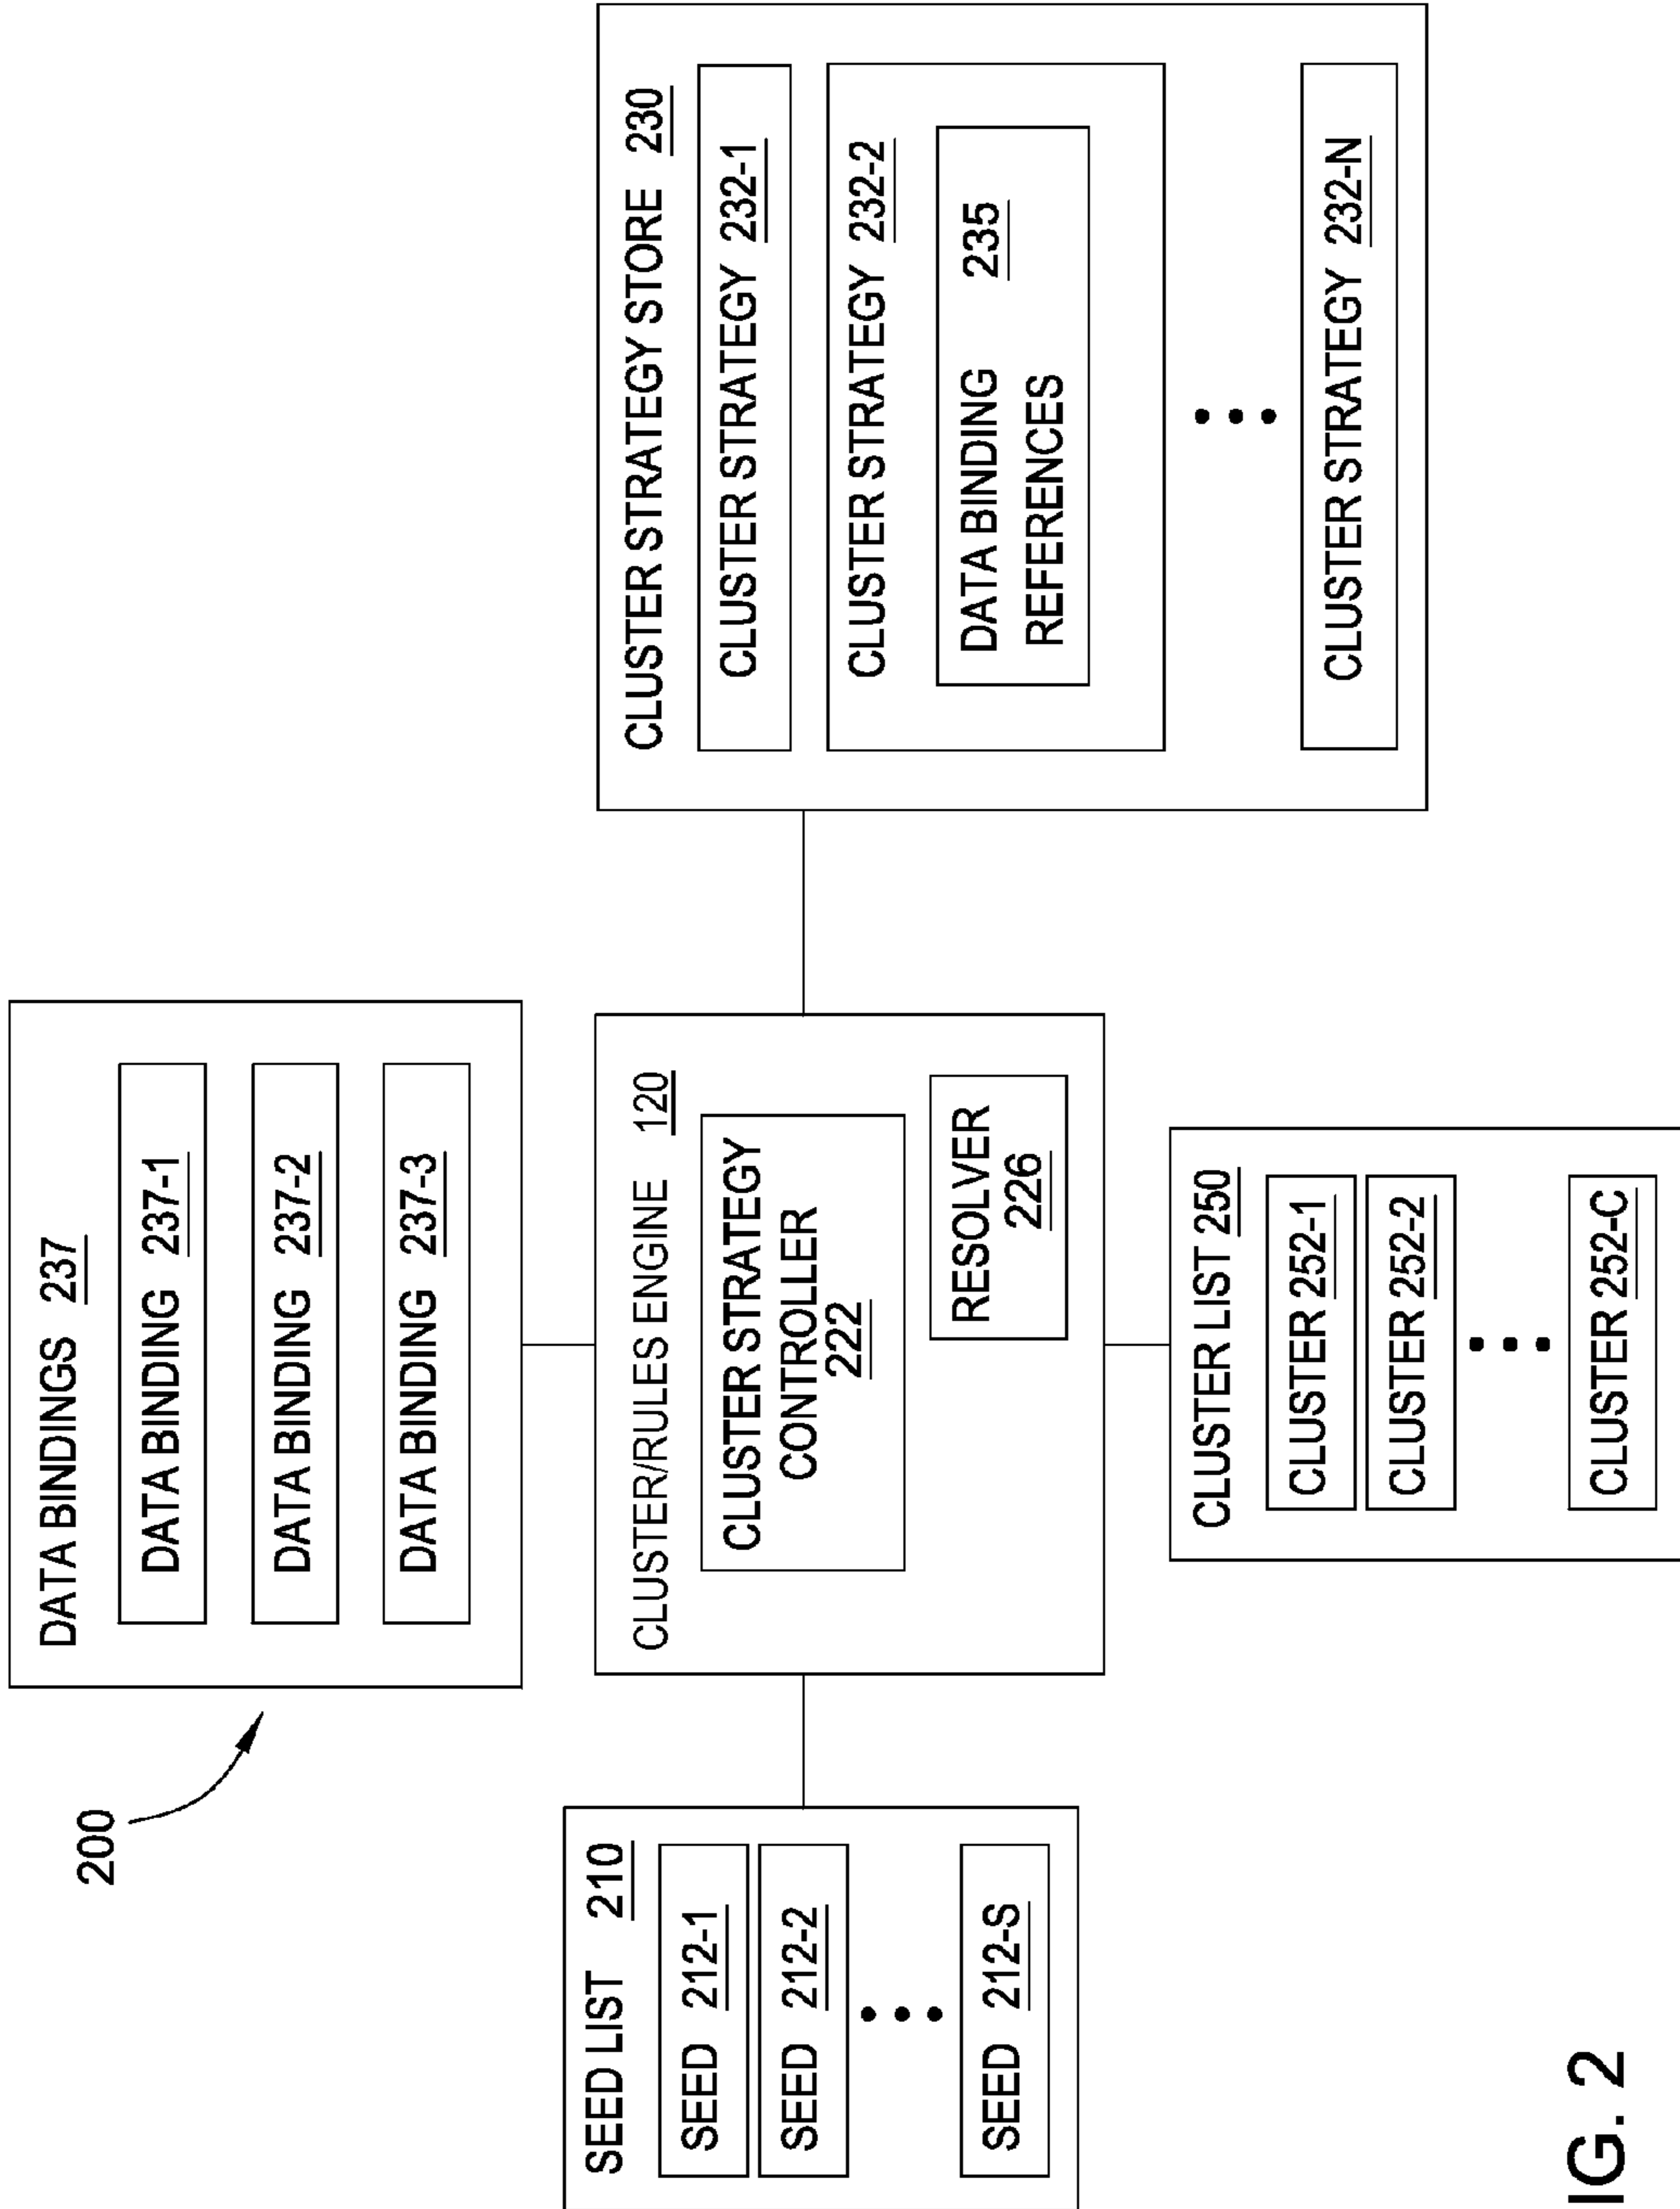 200
DATA BINDINGS 237
DATA BINDING 237-1
DATA BINDING 237-2
DATA BINDING 237-3
SEED LIST 210
SEED 212-1
SEED 212-2
SEED 212-S
CLUSTER/RULES ENGINE 120
CLUSTER STRATEGY
CONTROLLER
222
RESOLVER
226
CLUSTER STRATEGY STORE 230
CLUSTER STRATEGY 232-1
CLUSTER STRATEGY 232-2
DATA BINDING 235
REFERENCES
CLUSTER STRATEGY 232-N
CLUSTER LIST 250
CLUSTER 252-1
CLUSTER 252-2
CLUSTER 252-C
IG. 2